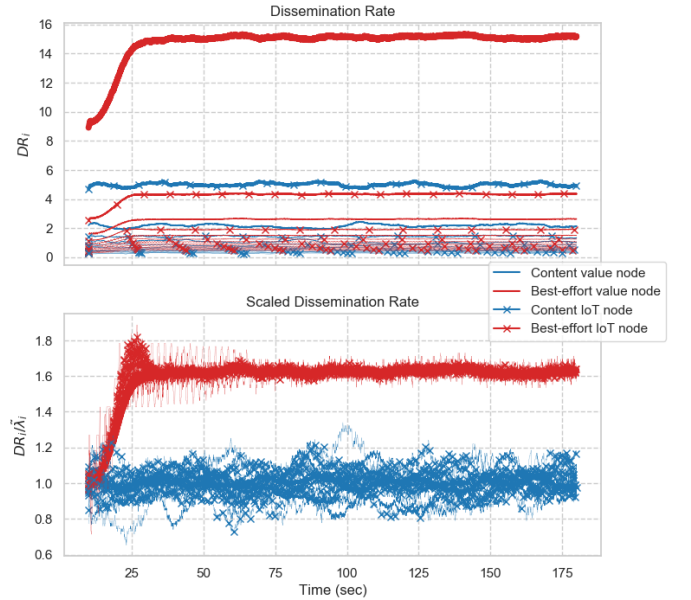 Dissemination Rate
16
14
12
10
8
6
4
2
0
DR_i
Content value node
Best-effort value node
Content IoT node
Best-effort IoT node
Scaled Dissemination Rate
1.8
1.6
1.4
1.2
1.0
0.8
0.6
DR_i/λ̃_i
25 50 75 100 125 150 175
Time (sec)